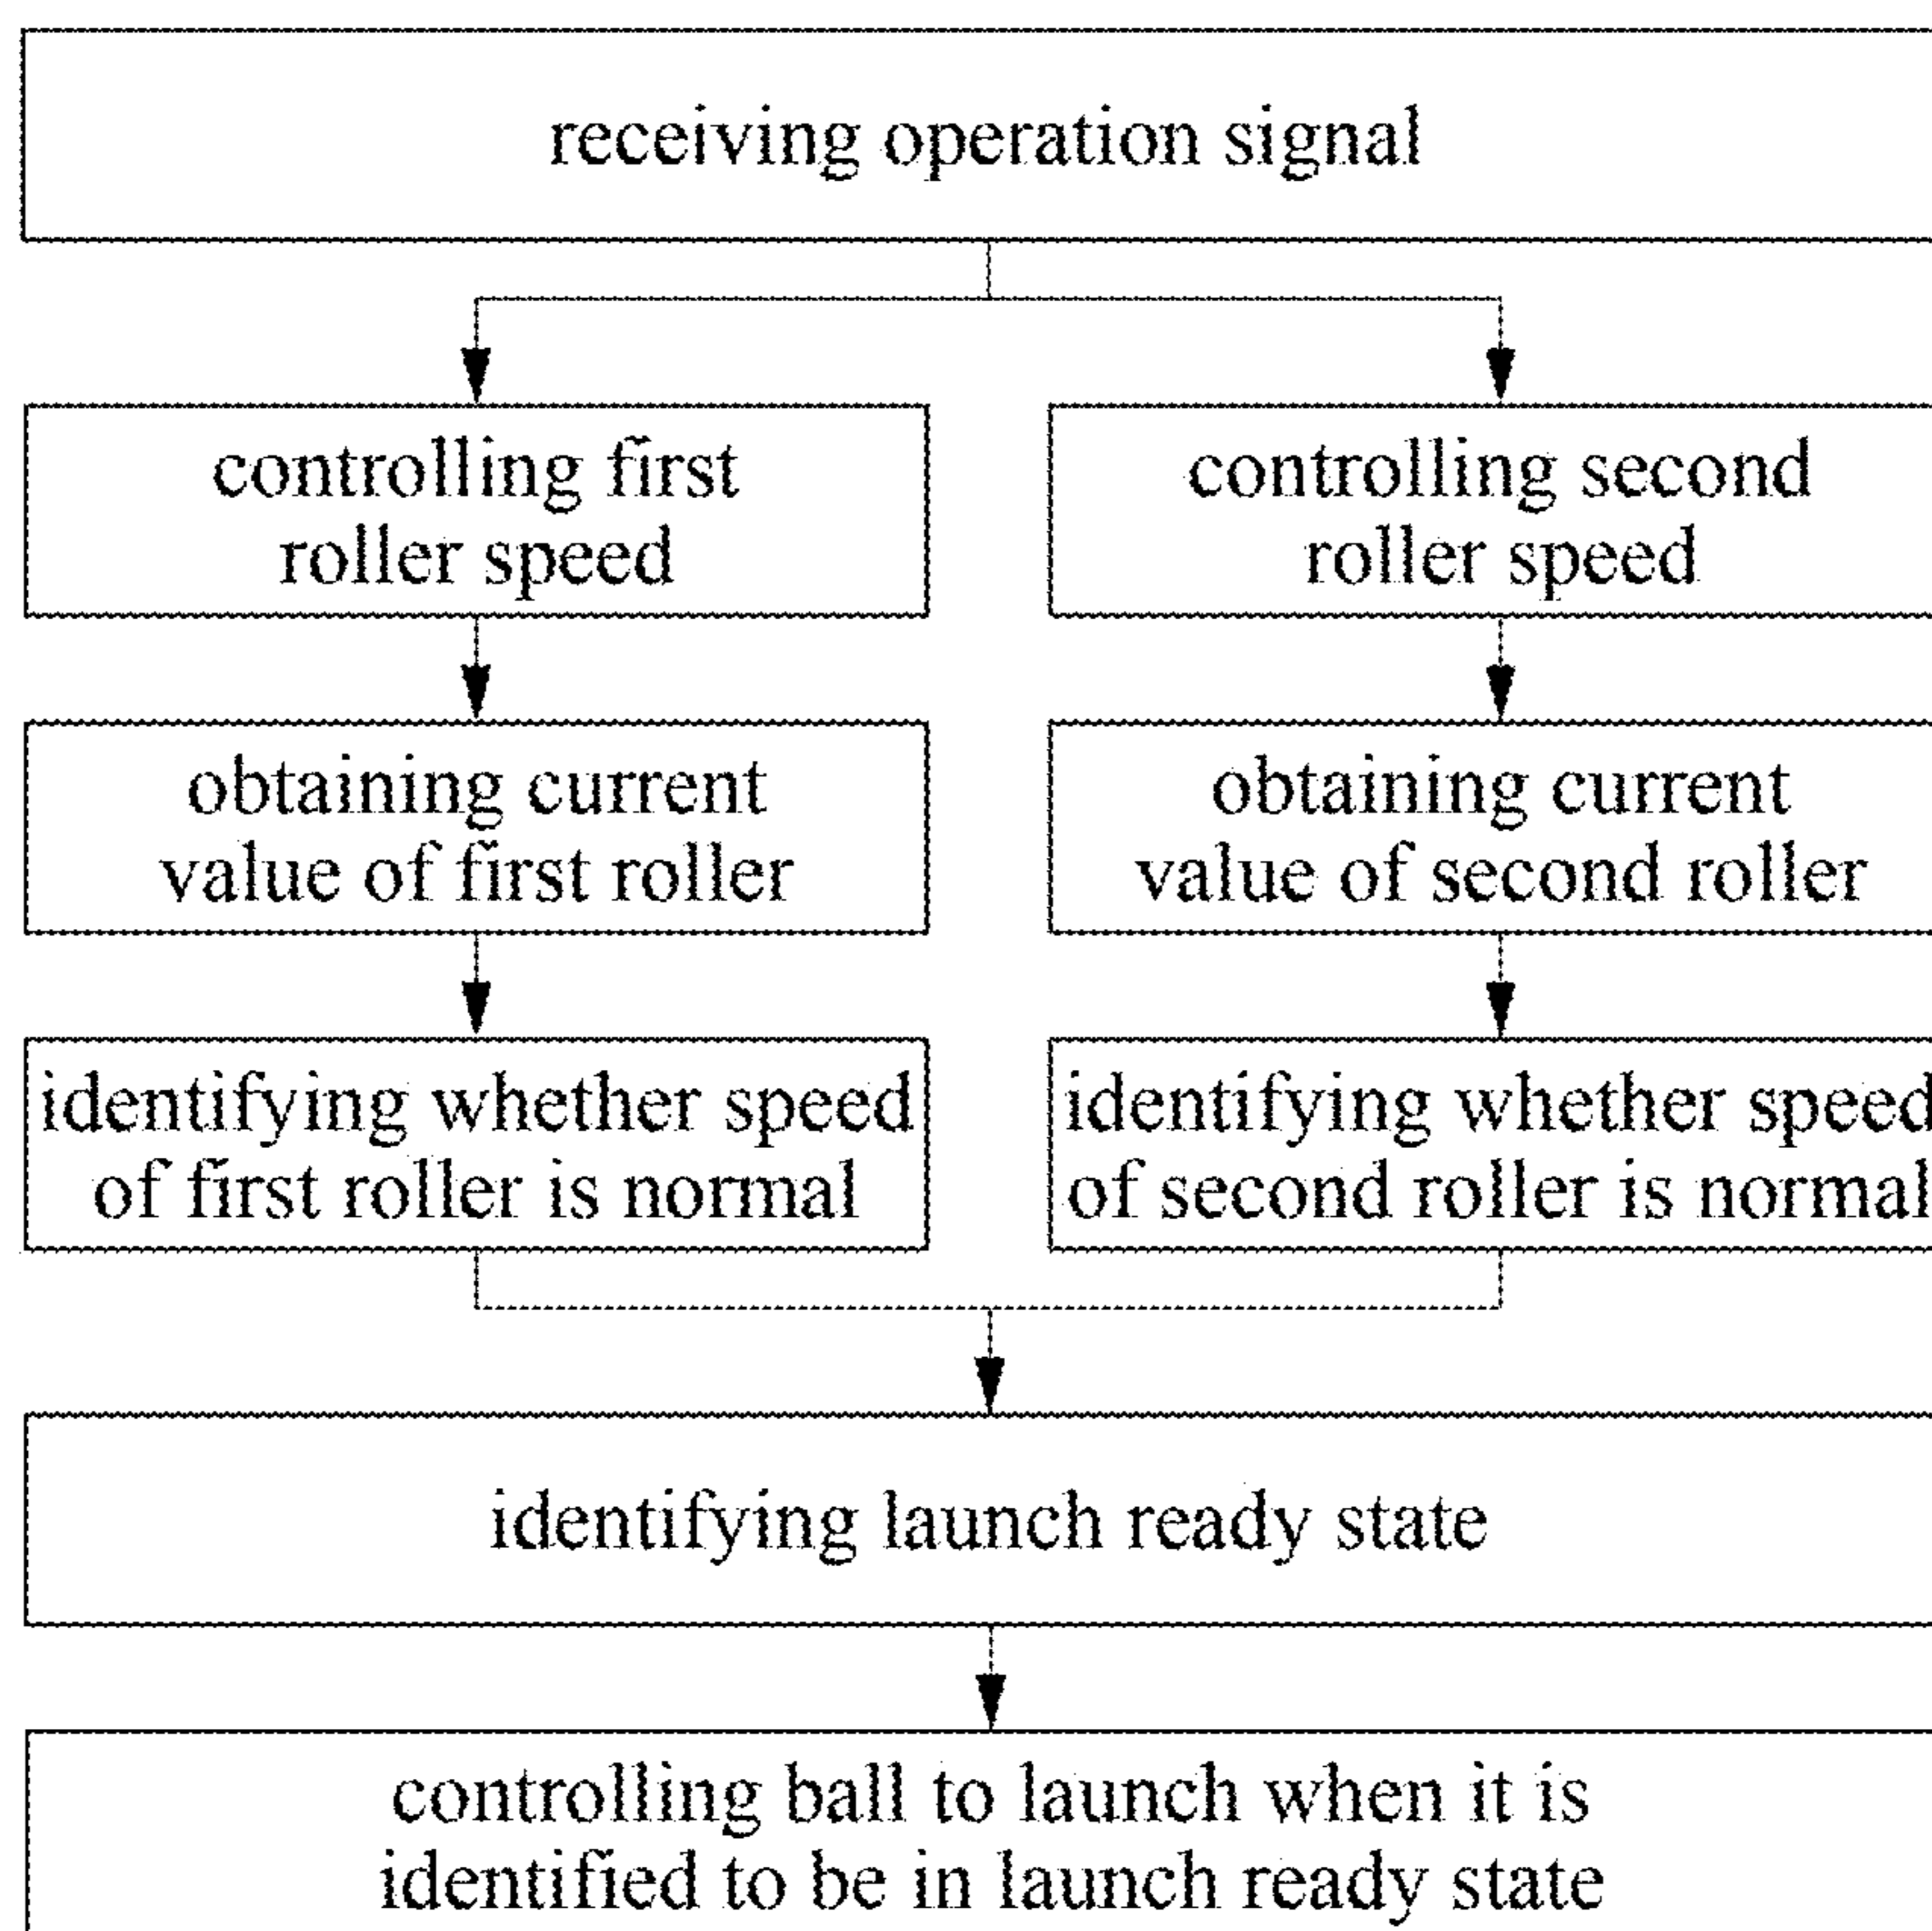 receiving operation signal
controlling first
roller speed
controlling second
roller speed
obtaining current
value of first roller
obtaining current
value of second roller
identifying whether speed
of first roller is normal
identifying whether speed
of second roller is normal
identifying launch ready state
controlling ball to launch when it is
identified to be in launch ready state